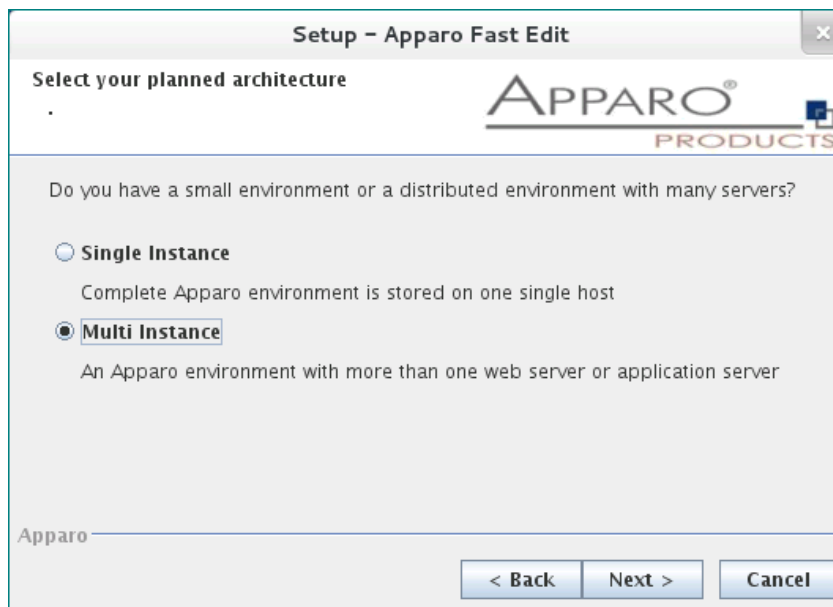 Setup – Apparo Fast Edit
Select your planned architecture
.
APPARO®
PRODUCTS
Do you have a small environment or a distributed environment with many servers?
Single Instance
Complete Apparo environment is stored on one single host
Multi Instance
An Apparo environment with more than one web server or application server
Apparo
< Back Next > Cancel